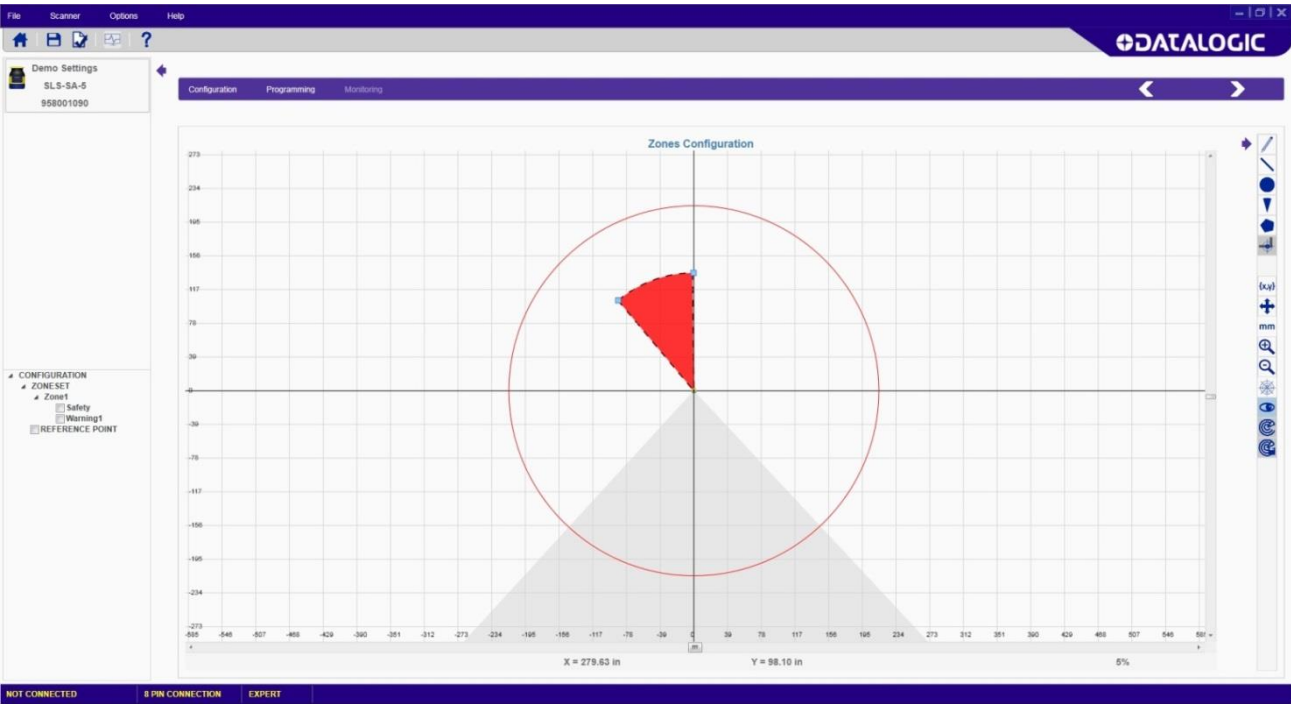 File Scanner Options Help
DATALOGIC
Demo Settings
SLS-SA-5
958001090
Configuration Programming Monitoring
Zones Configuration
273
234
195
156
117
78
39
0
-39
-78
-117
-156
-195
-234
-273
-585 -546 -507 -468 -429 -390 -351 -312 -273 -234 -195 -156 -117 -78 -39 0 39 78 117 156 195 234 273 312 351 390 429 468 507 546
X = 279.63 in Y = 98.10 in 5%
(x,y)
mm
CONFIGURATION
ZONESET
Zone1
Safety
Warning1
REFERENCE POINT
NOT CONNECTED 8 PIN CONNECTION EXPERT